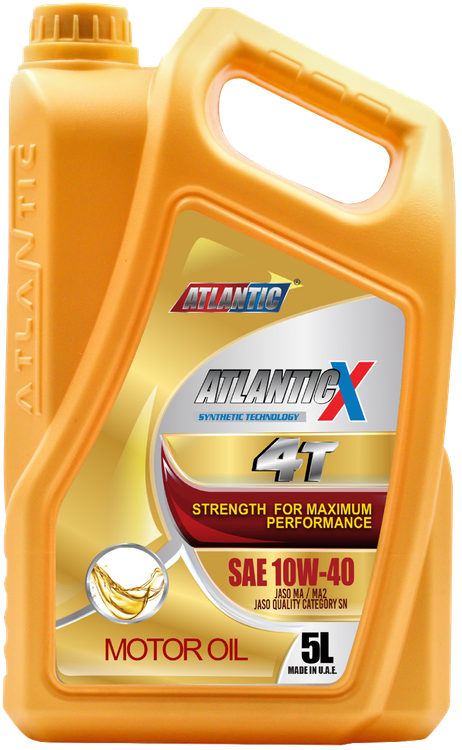 ATLANTIC
ATLANTIC®
ATLANTIC X
SYNTHETIC TECHNOLOGY
4T
STRENGTH FOR MAXIMUM
PERFORMANCE
SAE 10W-40
JASO MA / MA2
JASO QUALITY CATEGORY SN
MOTOR OIL
5L
MADE IN U.A.E.